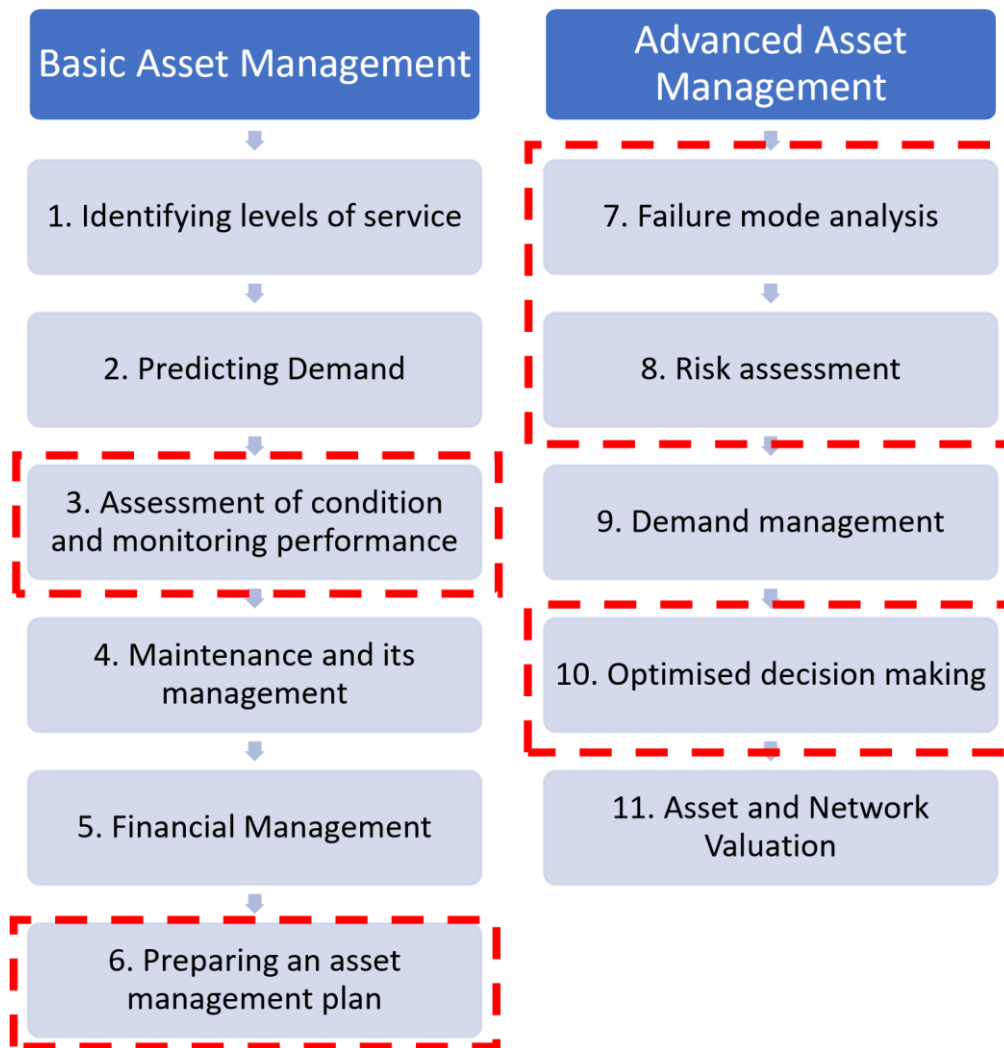 Basic Asset Management
1. Identifying levels of service
2. Predicting Demand
3. Assessment of condition
and monitoring performance
4. Maintenance and its
management
5. Financial Management
6. Preparing an asset
management plan
Advanced Asset
Management
7. Failure mode analysis
8. Risk assessment
9. Demand management
10. Optimised decision making
11. Asset and Network
Valuation